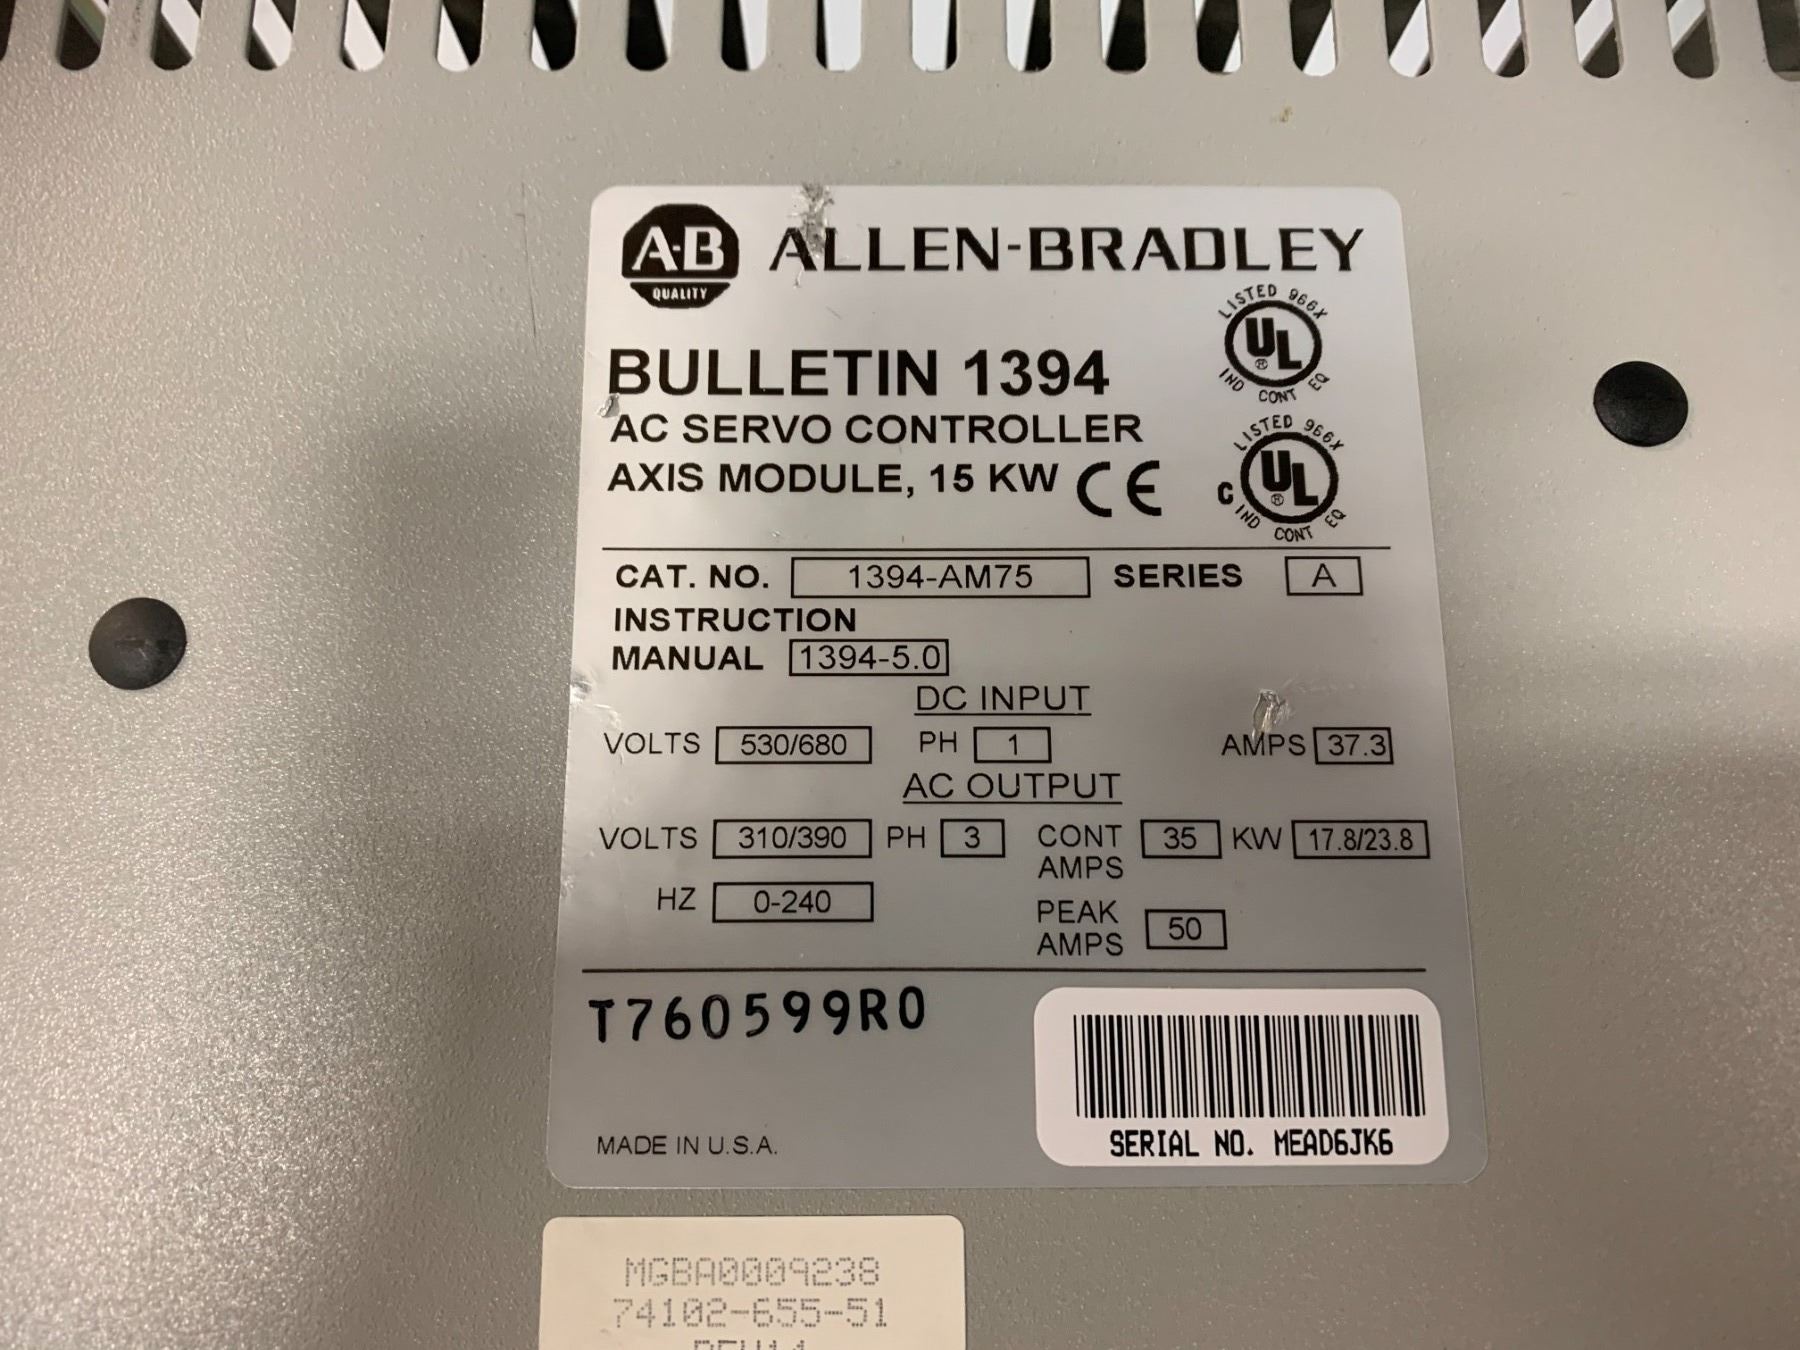 A-B QUALITY
ALLEN-BRADLEY
LISTED 966X
UL ®
IND CONT EQ
BULLETIN 1394
AC SERVO CONTROLLER
AXIS MODULE, 15 KW CE
LISTED 966X
C UL ®
IND CONT EQ
CAT. NO. 1394-AM75 SERIES A
INSTRUCTION
MANUAL 1394-5.0
DC INPUT
VOLTS 530/680 PH 1 AMPS 37.3
AC OUTPUT
VOLTS 310/390 PH 3 CONT AMPS 35 KW 17.8/23.8
HZ 0-240 PEAK AMPS 50
T760599R0
MADE IN U.S.A.
SERIAL NO. MEAD6JK6
MGBA0009238
74102-655-51